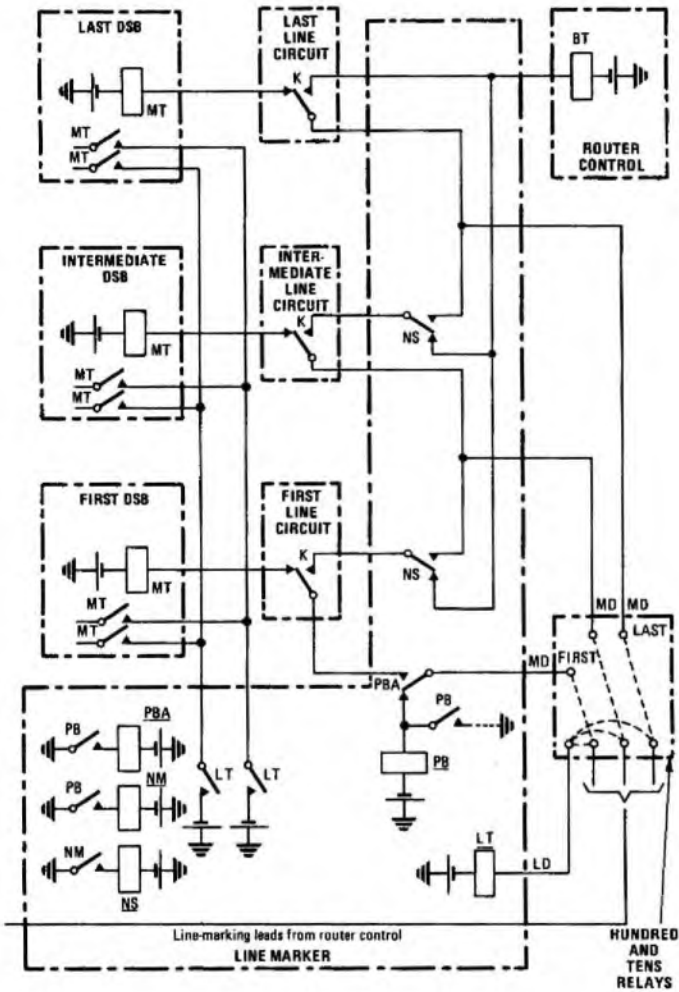 LAST DSB
LAST
LINE
CIRCUIT
BT
K
MT
MT
MT
ROUTER
CONTROL
INTERMEDIATE
DSB
INTER-
MEDIATE
LINE
CIRCUIT
K
MT
NS
MT
MT
FIRST DSB
FIRST
LINE
CIRCUIT
K
MT
NS
MT
MT
MD MD
LAST
MD
FIRST
PBA
PB
PB
PBA
PB
NM
NM
NS
LT
LT
PB
LT
LD
Line-marking leads from router control
LINE MARKER
HUNDRED
AND
TENS
RELAYS